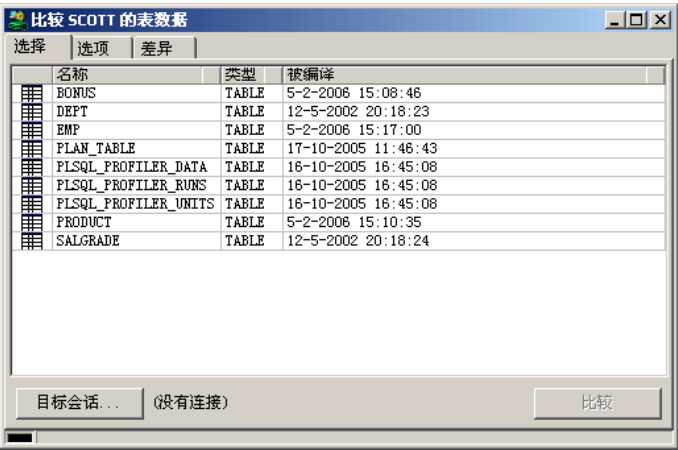 比较 SCOTT 的表数据
选择 选项 差异
名称 类型 被编译
BONUS TABLE 5-2-2006 15:08:46
DEPT TABLE 12-5-2002 20:18:23
EMP TABLE 5-2-2006 15:17:00
PLAN_TABLE TABLE 17-10-2005 11:46:43
PLSQL_PROFILER_DATA TABLE 16-10-2005 16:45:08
PLSQL_PROFILER_RUNS TABLE 16-10-2005 16:45:08
PLSQL_PROFILER_UNITS TABLE 16-10-2005 16:45:08
PRODUCT TABLE 5-2-2006 15:10:35
SALGRADE TABLE 12-5-2002 20:18:24
目标会话... (没有连接) 比较